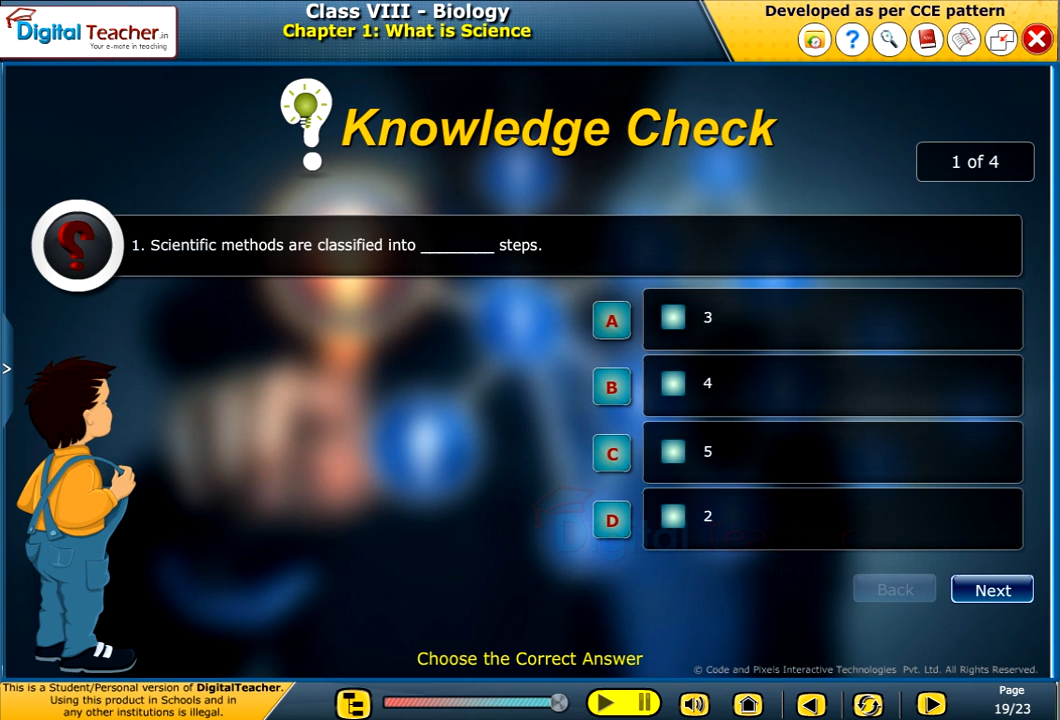 Digital Teacher.in
Your e-mate in teaching
Class VIII - Biology
Chapter 1: What is Science
Developed as per CCE pattern
Knowledge Check
1 of 4
1. Scientific methods are classified into ________ steps.
A 3
B 4
C 5
D 2
Digital Teacher
Back Next
Choose the Correct Answer
© Code and Pixels Interactive Technologies Pvt. Ltd. All Rights Reserved.
This is a Student/Personal version of DigitalTeacher.
Using this product in Schools and in
any other institutions is illegal.
Page
19/23